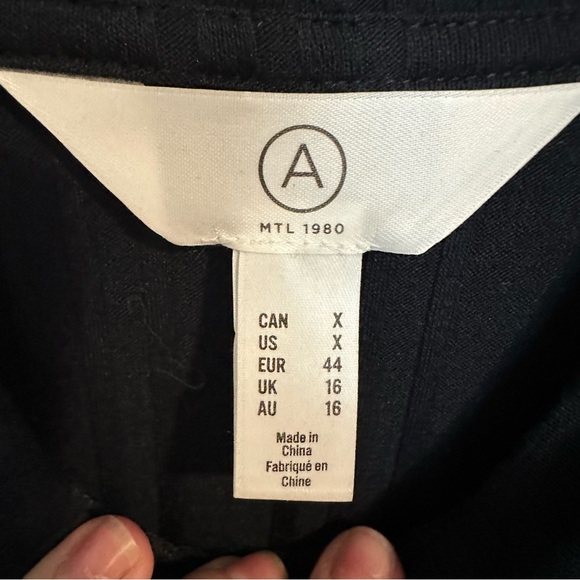 A
MTL 1980
CAN X
US X
EUR 44
UK 16
AU 16
Made in
China
Fabriqué en
Chine